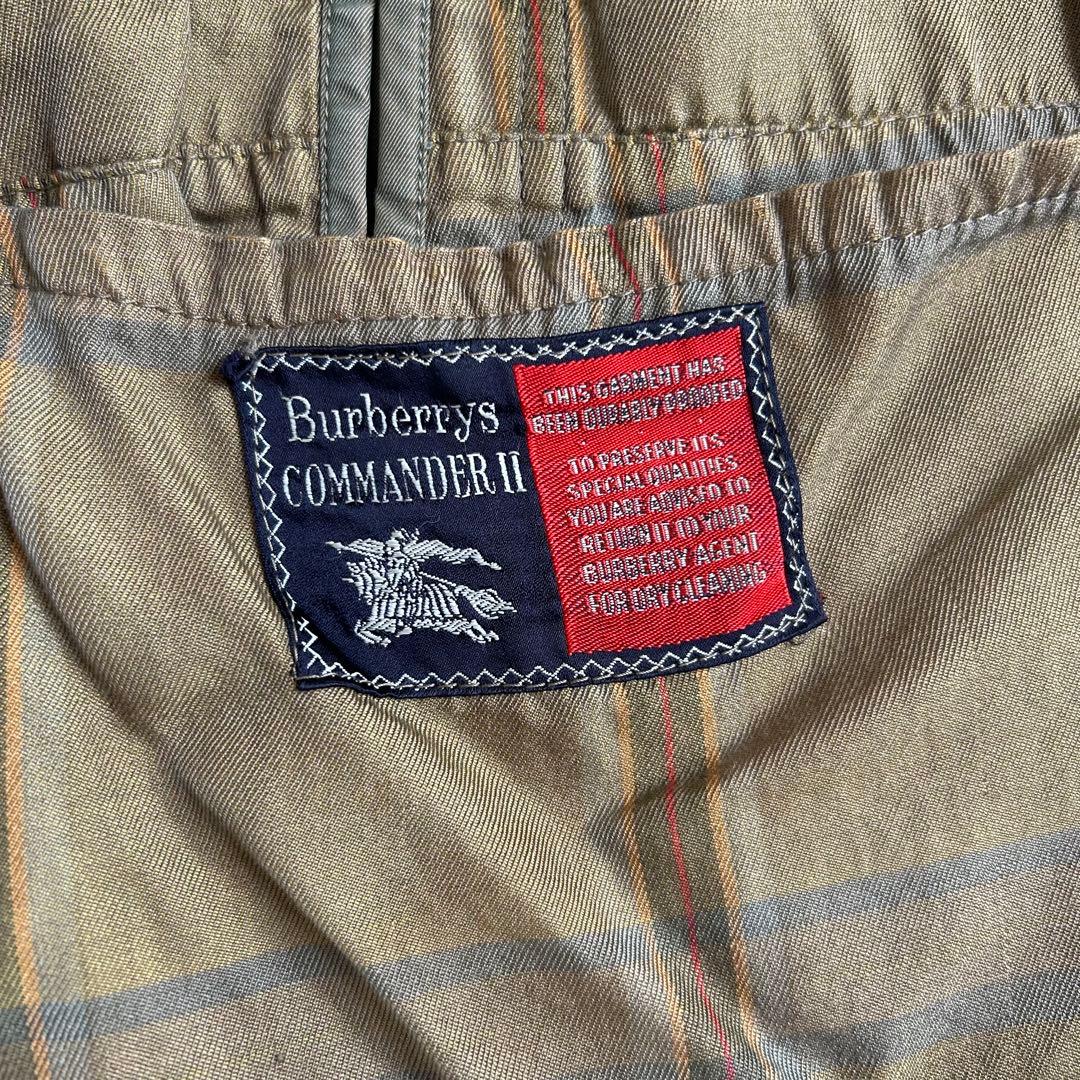 Burberrys
COMMANDER II
THIS GARMENT HAS
BEEN DURABLY PROOFED
TO PRESERVE ITS
SPECIAL QUALITIES
YOU ARE ADVISED TO
RETURN IT TO YOUR
BURBERRY AGENT
FOR DRY CLEANING